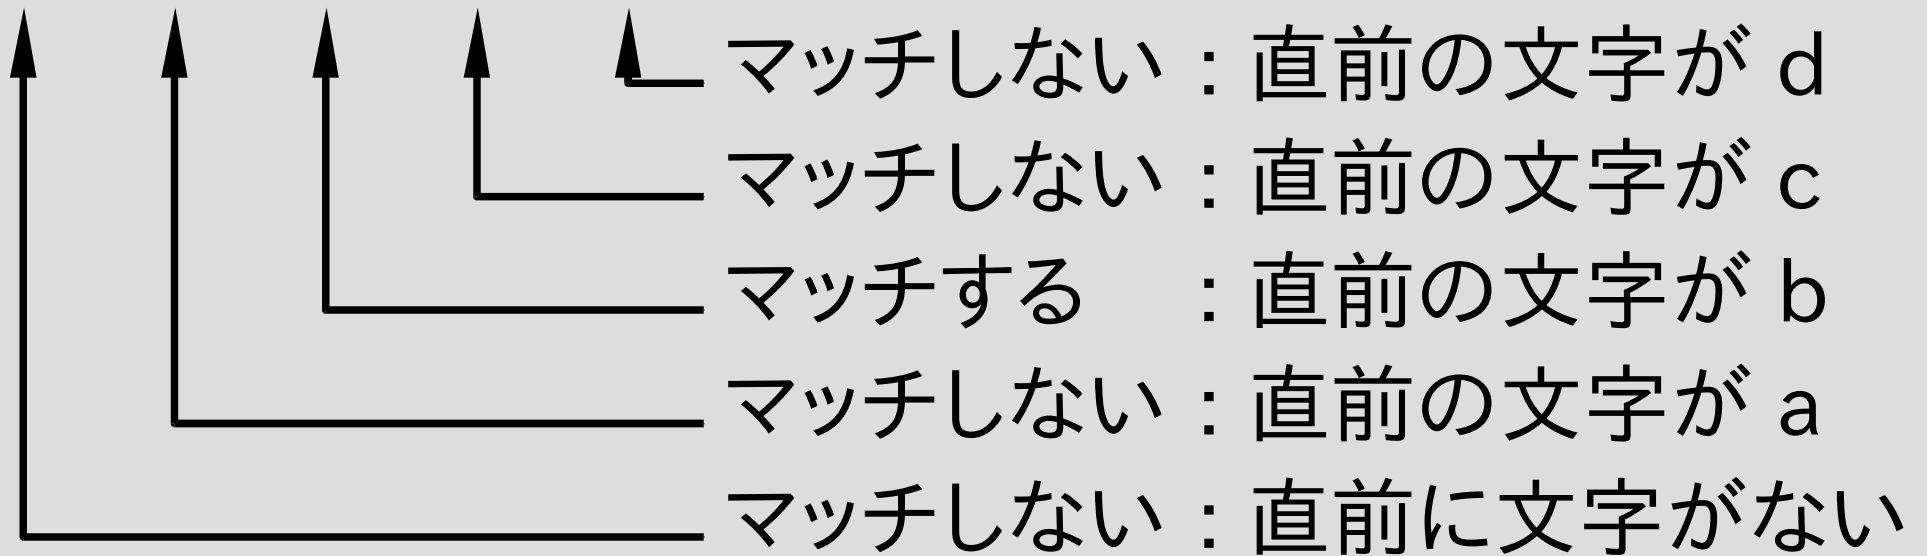 マッチしない : 直前の文字が d
マッチしない : 直前の文字が c
マッチする : 直前の文字が b
マッチしない : 直前の文字が a
マッチしない : 直前に文字がない